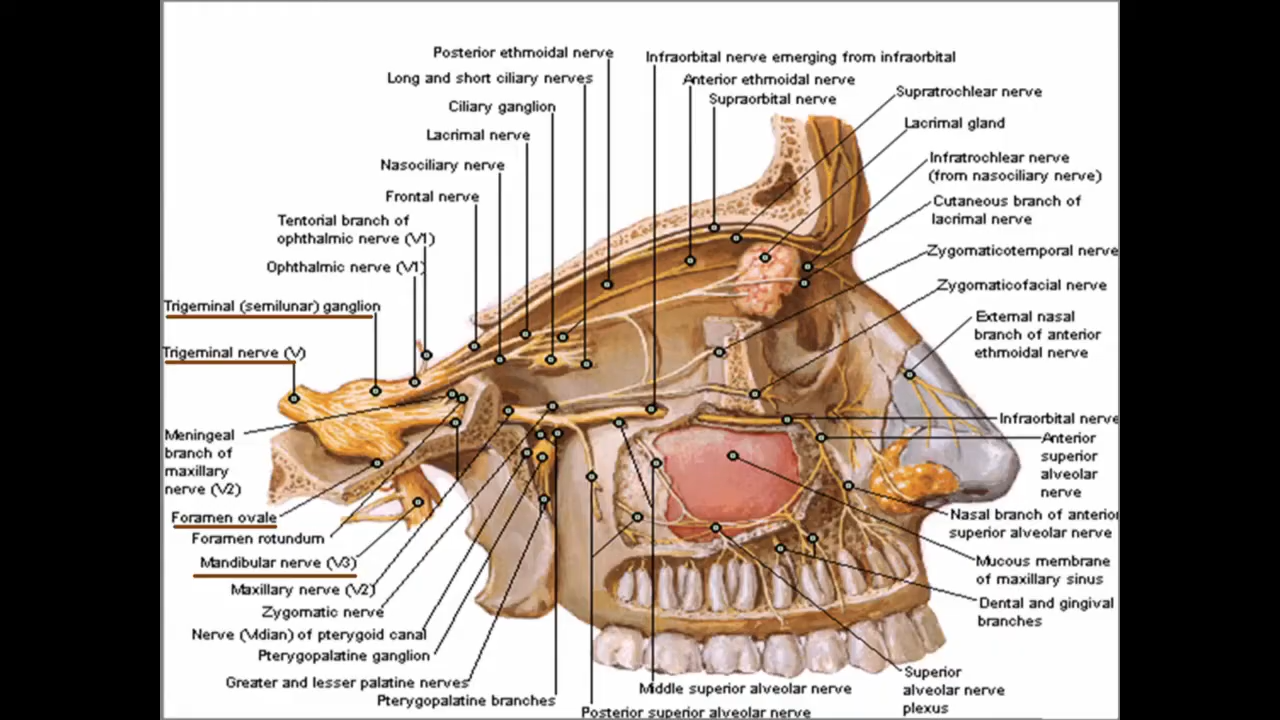 Posterior ethmoidal nerve
Long and short ciliary nerves
Ciliary ganglion
Lacrimal nerve
Nasociliary nerve
Frontal nerve
Tentorial branch of
ophthalmic nerve (V1)
Ophthalmic nerve (V1)
Trigeminal (semilunar) ganglion
Trigeminal nerve (V)
Meningeal
branch of
maxillary
nerve (V2)
Foramen ovale
Foramen rotundum
Mandibular nerve (V3)
Maxillary nerve (V2)
Zygomatic nerve
Nerve (Vidian) of pterygoid canal
Pterygopalatine ganglion
Greater and lesser palatine nerves
Pterygopalatine branches
Posterior superior alveolar nerve
Middle superior alveolar nerve
Infraorbital nerve emerging from infraorbital
Anterior ethmoidal nerve
Supraorbital nerve
Supratrochlear nerve
Lacrimal gland
Infratrochlear nerve
(from nasociliary nerve)
Cutaneous branch of
lacrimal nerve
Zygomaticotemporal nerve
Zygomaticofacial nerve
External nasal
branch of anterior
ethmoidal nerve
Infraorbital nerve
Anterior
superior
alveolar
nerve
Nasal branch of anterior
superior alveolar nerve
Mucous membrane
of maxillary sinus
Dental and gingival
branches
Superior
alveolar nerve
plexus